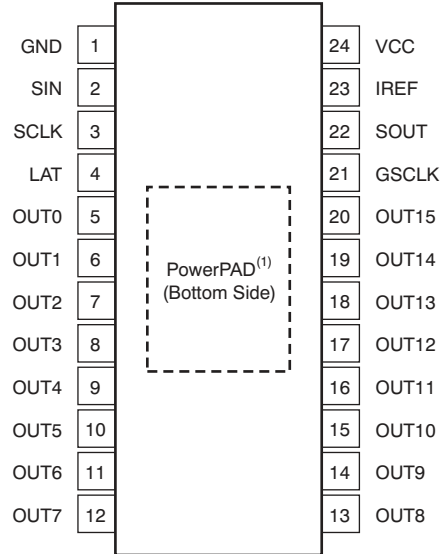 GND 1 24 VCC
SIN 2 23 IREF
SCLK 3 22 SOUT
LAT 4 21 GSCLK
OUT0 5 20 OUT15
OUT1 6 19 OUT14
PowerPAD(1)
(Bottom Side)
OUT2 7 18 OUT13
OUT3 8 17 OUT12
OUT4 9 16 OUT11
OUT5 10 15 OUT10
OUT6 11 14 OUT9
OUT7 12 13 OUT8